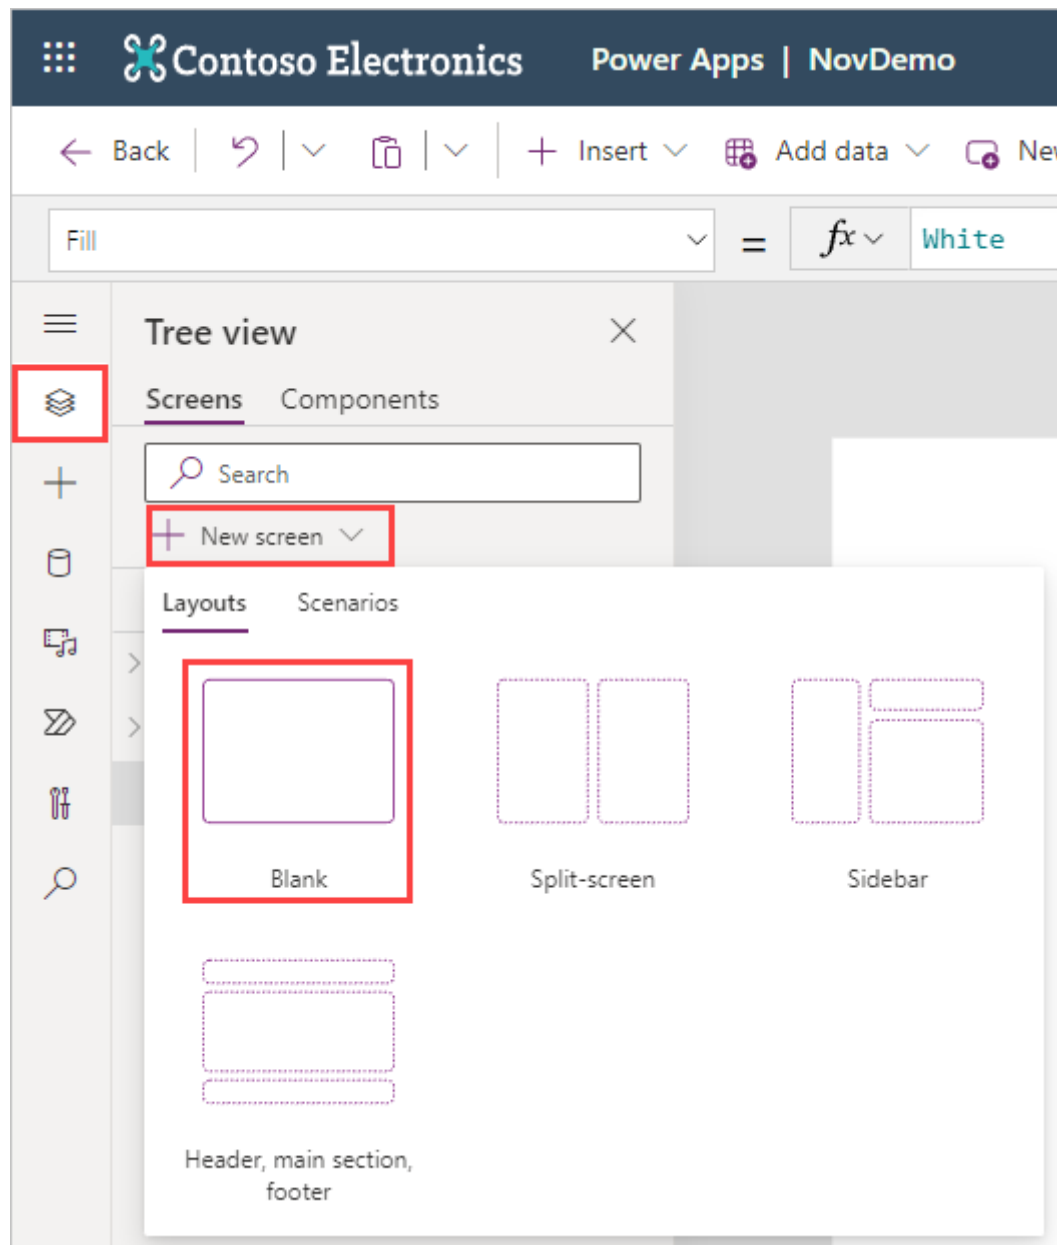 Contoso Electronics Power Apps | NovDemo
Back Insert Add data
Fill = fx White
Tree view
Screens Components
Search
New screen
Layouts Scenarios
Blank Split-screen Sidebar
Header, main section,
footer